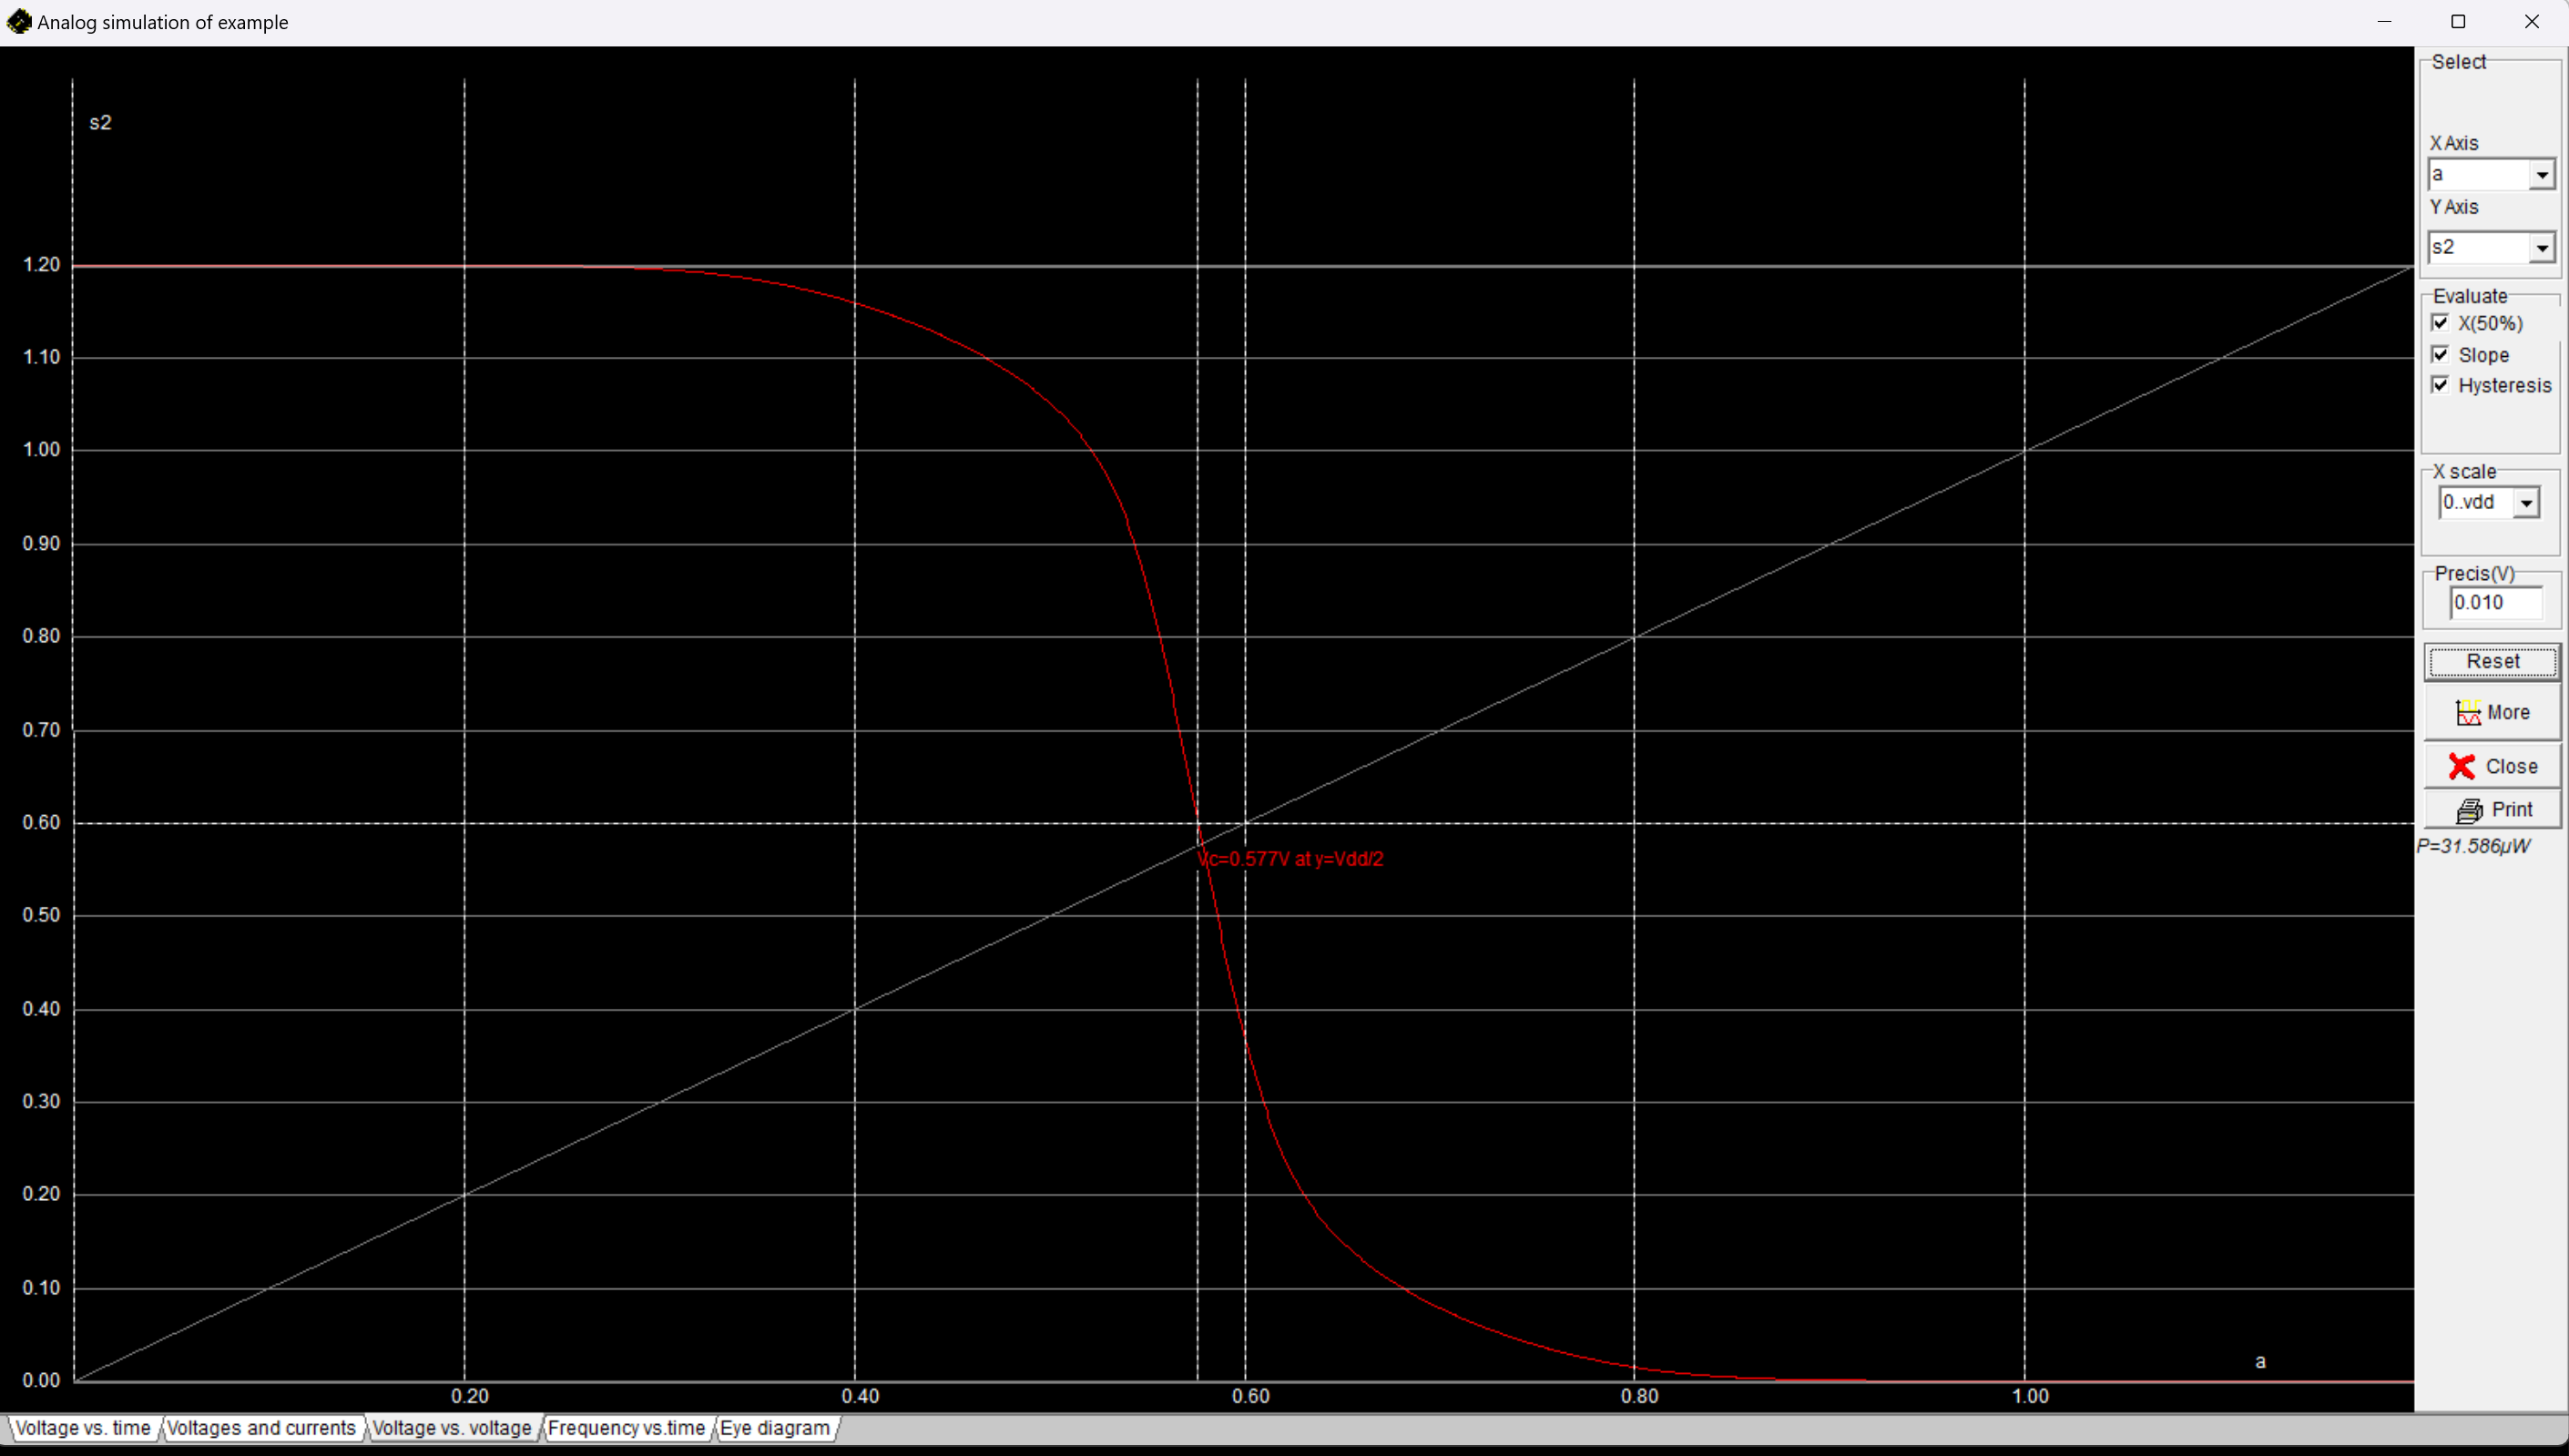 Analog simulation of example
s2
1.20
1.10
1.00
0.90
0.80
0.70
0.60
0.50
0.40
0.30
0.20
0.10
0.00
Vc=0.577V at y=Vdd/2
a
0.20 0.40 0.60 0.80 1.00
Select
X Axis
a
Y Axis
s2
Evaluate
X(50%)
Slope
Hysteresis
X scale
0..vdd
Precis(V)
0.010
Reset
More
Close
Print
P=31.586µW
Voltage vs. time Voltages and currents Voltage vs. voltage Frequency vs.time Eye diagram